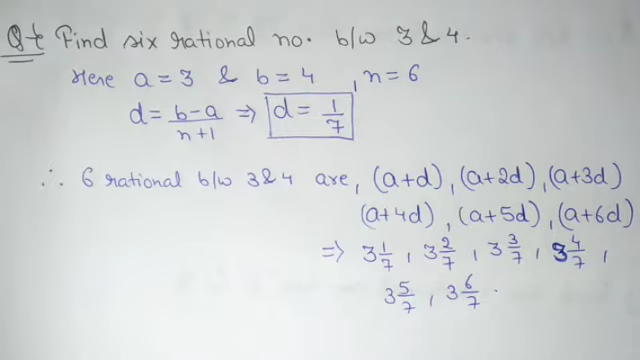 Q1 Find six rational no. b/w 3 & 4.
Here a = 3 & b = 4, n = 6
d = b-a/n+1 ⇒ d = 1/7
∴ 6 rational b/w 3 & 4 are, (a+d), (a+2d), (a+3d)
(a+4d), (a+5d), (a+6d)
⇒ 3 1/7, 3 2/7, 3 3/7, 3 4/7,
3 5/7, 3 6/7.